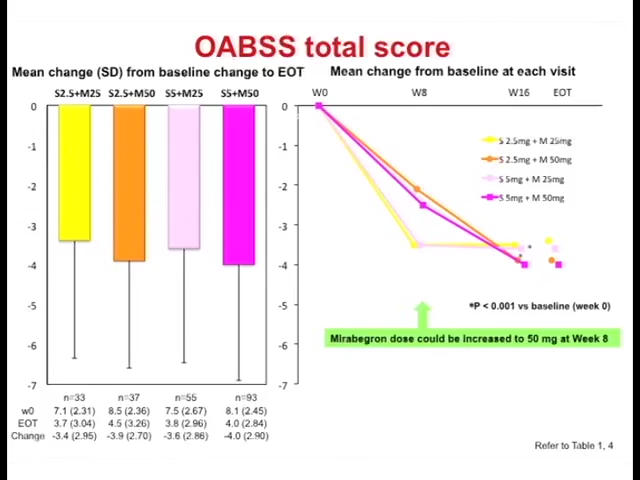 OABSS total score
Mean change (SD) from baseline change to EOT
S2.5+M25 S2.5+M50 S5+M25 S5+M50
0
-1
-2
-3
-4
-5
-6
-7
n=33 n=37 n=55 n=93
w0 7.1 (2.31) 8.5 (2.36) 7.5 (2.67) 8.1 (2.45)
EOT 3.7 (3.04) 4.5 (3.26) 3.8 (2.96) 4.0 (2.84)
Change -3.4 (2.95) -3.9 (2.70) -3.6 (2.86) -4.0 (2.90)
Mean change from baseline at each visit
W0 W8 W16 EOT
0
-1
-2
-3
-4
-5
-6
-7
S 2.5mg + M 25mg
S 2.5mg + M 50mg
S 5mg + M 25mg
S 5mg + M 50mg
*P < 0.001 vs baseline (week 0)
Mirabegron dose could be increased to 50 mg at Week 8
Refer to Table 1, 4